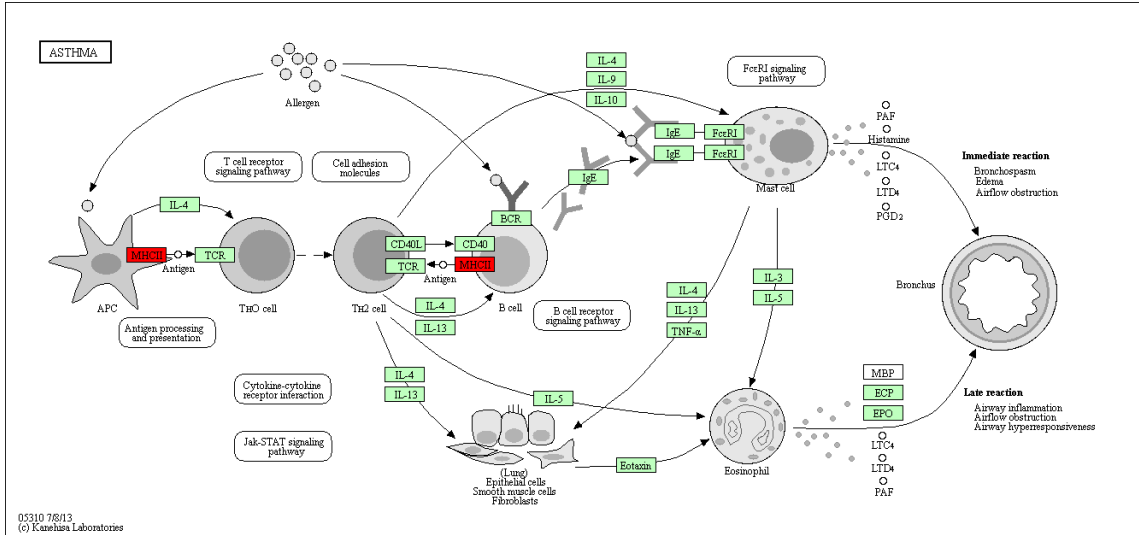 ASTHMA
Allergen
IL-4
IL-9
IL-10
FcεRI signaling
pathway
PAF
Histamine
LTC4
LTD4
PGD2
IgE
FcεRI
IgE
FcεRI
Mast cell
Immediate reaction
Bronchospasm
Edema
Airflow obstruction
T cell receptor
signaling pathway
Cell adhesion
molecules
IgE
IL-4
BCR
MHCII
Antigen
TCR
CD40L
CD40
TCR
Antigen
MHCII
APC
TH0 cell
TH2 cell
B cell
IL-4
IL-13
B cell receptor
signaling pathway
Antigen processing
and presentation
IL-4
IL-13
TNF-α
IL-3
IL-5
Bronchus
Cytokine-cytokine
receptor interaction
IL-4
IL-13
IL-5
Jak-STAT signaling
pathway
Eotaxin
(Lung)
Epithelial cells
Smooth muscle cells
Fibroblasts
Eosinophil
MBP
ECP
EPO
LTC4
LTD4
PAF
Late reaction
Airway inflammation
Airflow obstruction
Airway hyperresponsiveness
05310 7/8/13
(c) Kanehisa Laboratories